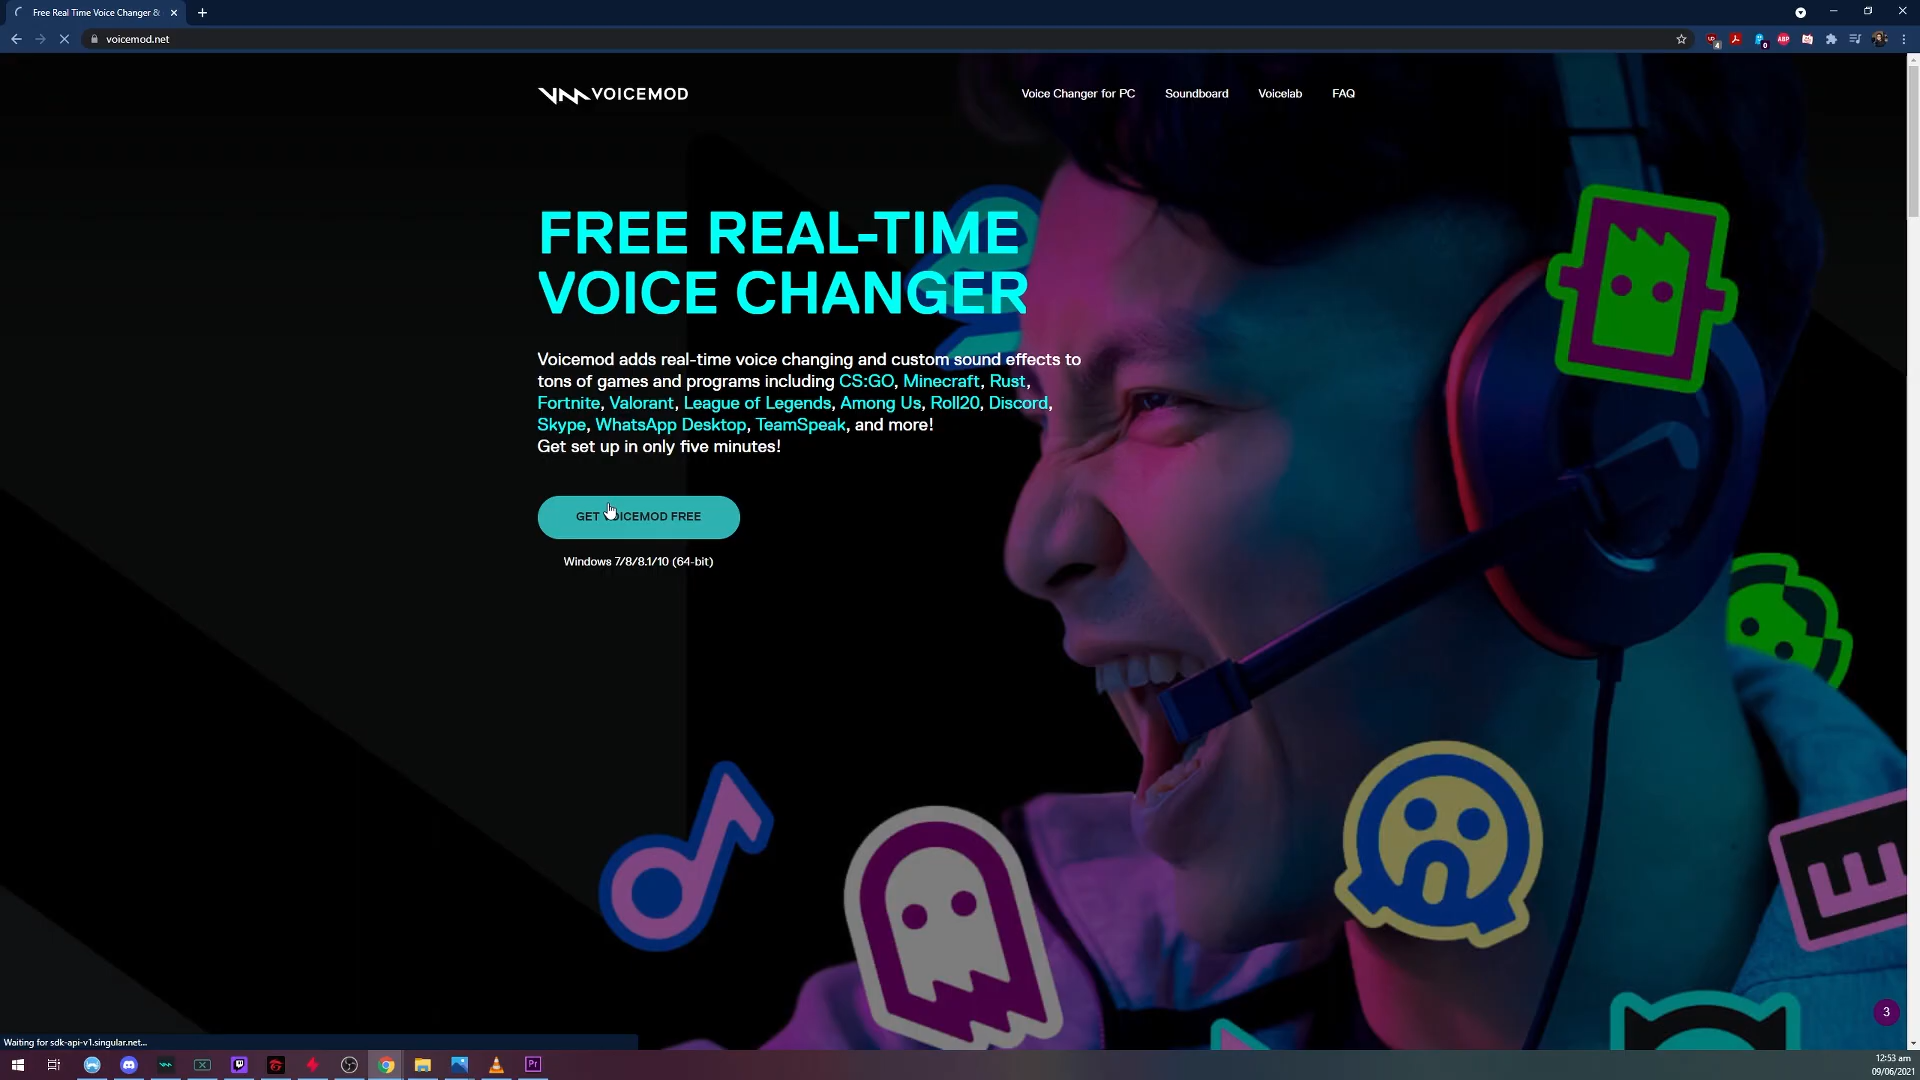 Free Real Time Voice Changer &
voicemod.net
VOICEMOD
Voice Changer for PC
Soundboard
Voicelab
FAQ
FREE REAL-TIME
VOICE CHANGER
Voicemod adds real-time voice changing and custom sound effects to
tons of games and programs including CS:GO, Minecraft, Rust,
Fortnite, Valorant, League of Legends, Among Us, Roll20, Discord,
Skype, WhatsApp Desktop, TeamSpeak, and more!
Get set up in only five minutes!
GET VOICEMOD FREE
Windows 7/8/8.1/10 (64-bit)
3
Waiting for sdk-api-v1.singular.net...
12:53 am
09/06/2021